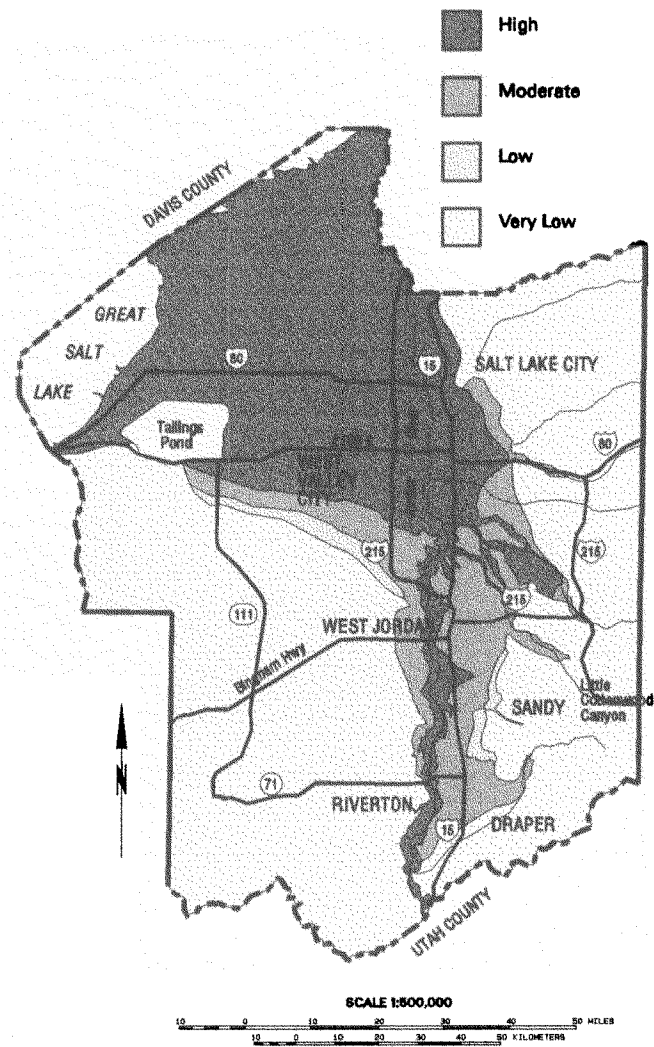 High
Moderate
Low
Very Low
DAVIS COUNTY
GREAT
SALT
LAKE
80
15
SALT LAKE CITY
Tailings
Pond
80
VALLEY
CITY
215
215
215
111
WEST JORDAN
Bingham Hwy
Little
Cottonwood
Canyon
SANDY
N
71
RIVERTON
15
DRAPER
UTAH COUNTY
SCALE 1:500,000
10 0 10 20 30 40 50 MILES
10 0 10 20 30 40 50 KILOMETERS